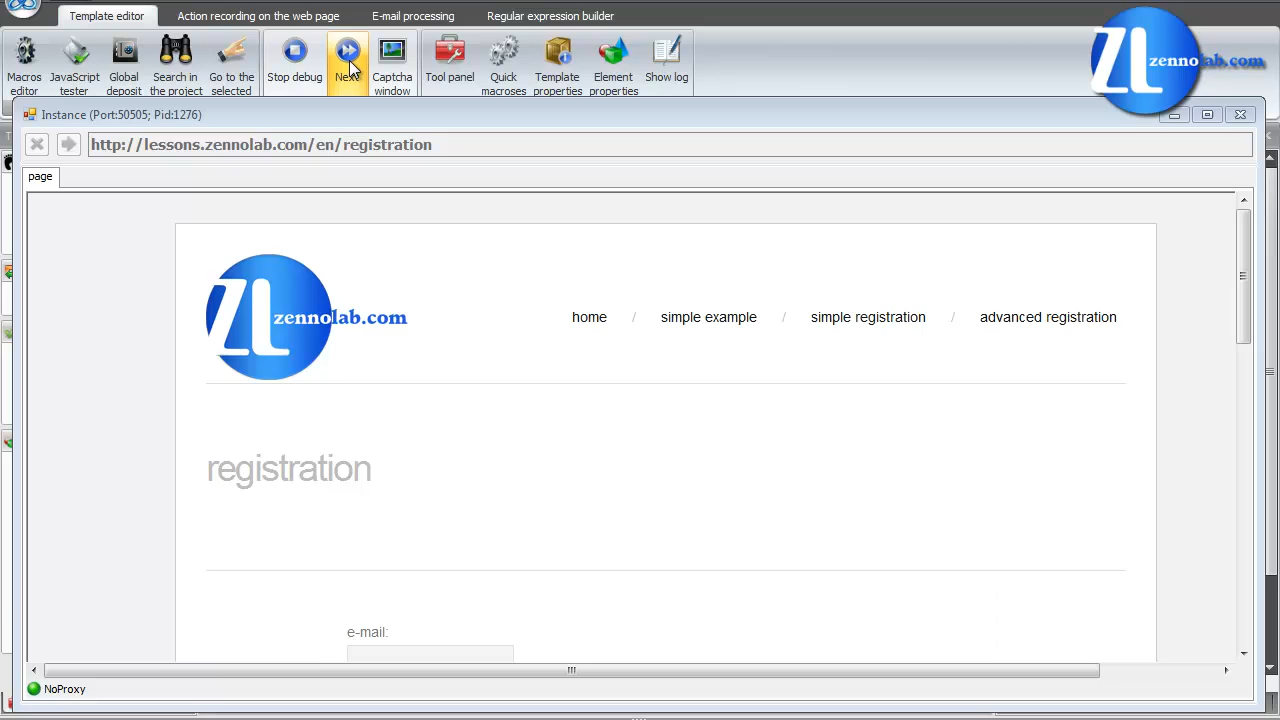 Template editor Action recording on the web page E-mail processing Regular expression builder
Macros editor
JavaScript tester
Global deposit
Search in the project
Go to the selected
Stop debug
Next
Captcha window
Tool panel
Quick macroses
Template properties
Element properties
Show log
ZL zennolab.com
Instance (Port:50505; Pid:1276)
http://lessons.zennolab.com/en/registration
page
ZL zennolab.com
home / simple example / simple registration / advanced registration
registration
e-mail:
NoProxy